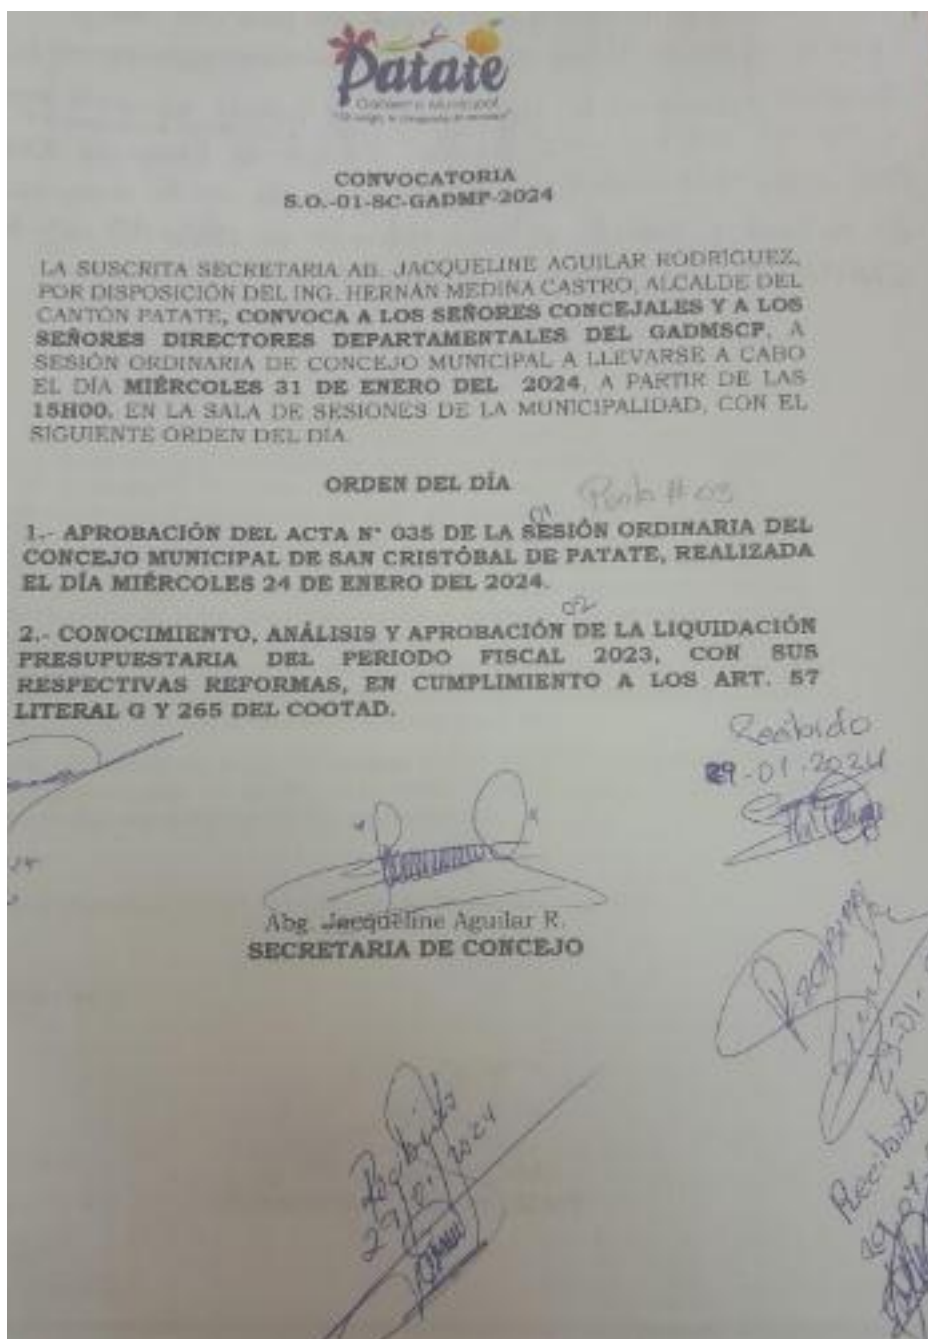 Patate
Gobierno Municipal
CONVOCATORIA
S.O.-01-SC-GADMP-2024
LA SUSCRITA SECRETARIA AB. JACQUELINE AGUILAR RODRÍGUEZ,
POR DISPOSICIÓN DEL ING. HERNÁN MEDINA CASTRO, ALCALDE DEL
CANTÓN PATATE, CONVOCA A LOS SEÑORES CONCEJALES Y A LOS
SEÑORES DIRECTORES DEPARTAMENTALES DEL GADMSCP, A
SESIÓN ORDINARIA DE CONCEJO MUNICIPAL A LLEVARSE A CABO
EL DÍA MIÉRCOLES 31 DE ENERO DEL 2024, A PARTIR DE LAS
15H00, EN LA SALA DE SESIONES DE LA MUNICIPALIDAD, CON EL
SIGUIENTE ORDEN DEL DÍA.
ORDEN DEL DÍA
Punto # 03
01
1.- APROBACIÓN DEL ACTA N° 035 DE LA SESIÓN ORDINARIA DEL
CONCEJO MUNICIPAL DE SAN CRISTÓBAL DE PATATE, REALIZADA
EL DÍA MIÉRCOLES 24 DE ENERO DEL 2024.
02
2.- CONOCIMIENTO, ANÁLISIS Y APROBACIÓN DE LA LIQUIDACIÓN
PRESUPUESTARIA DEL PERIODO FISCAL 2023, CON SUS
RESPECTIVAS REFORMAS, EN CUMPLIMIENTO A LOS ART. 57
LITERAL G Y 265 DEL COOTAD.
Recibido
29-01-2024
Abg. Jacqueline Aguilar R.
SECRETARIA DE CONCEJO
Recibido
29/01/2024
Recibido